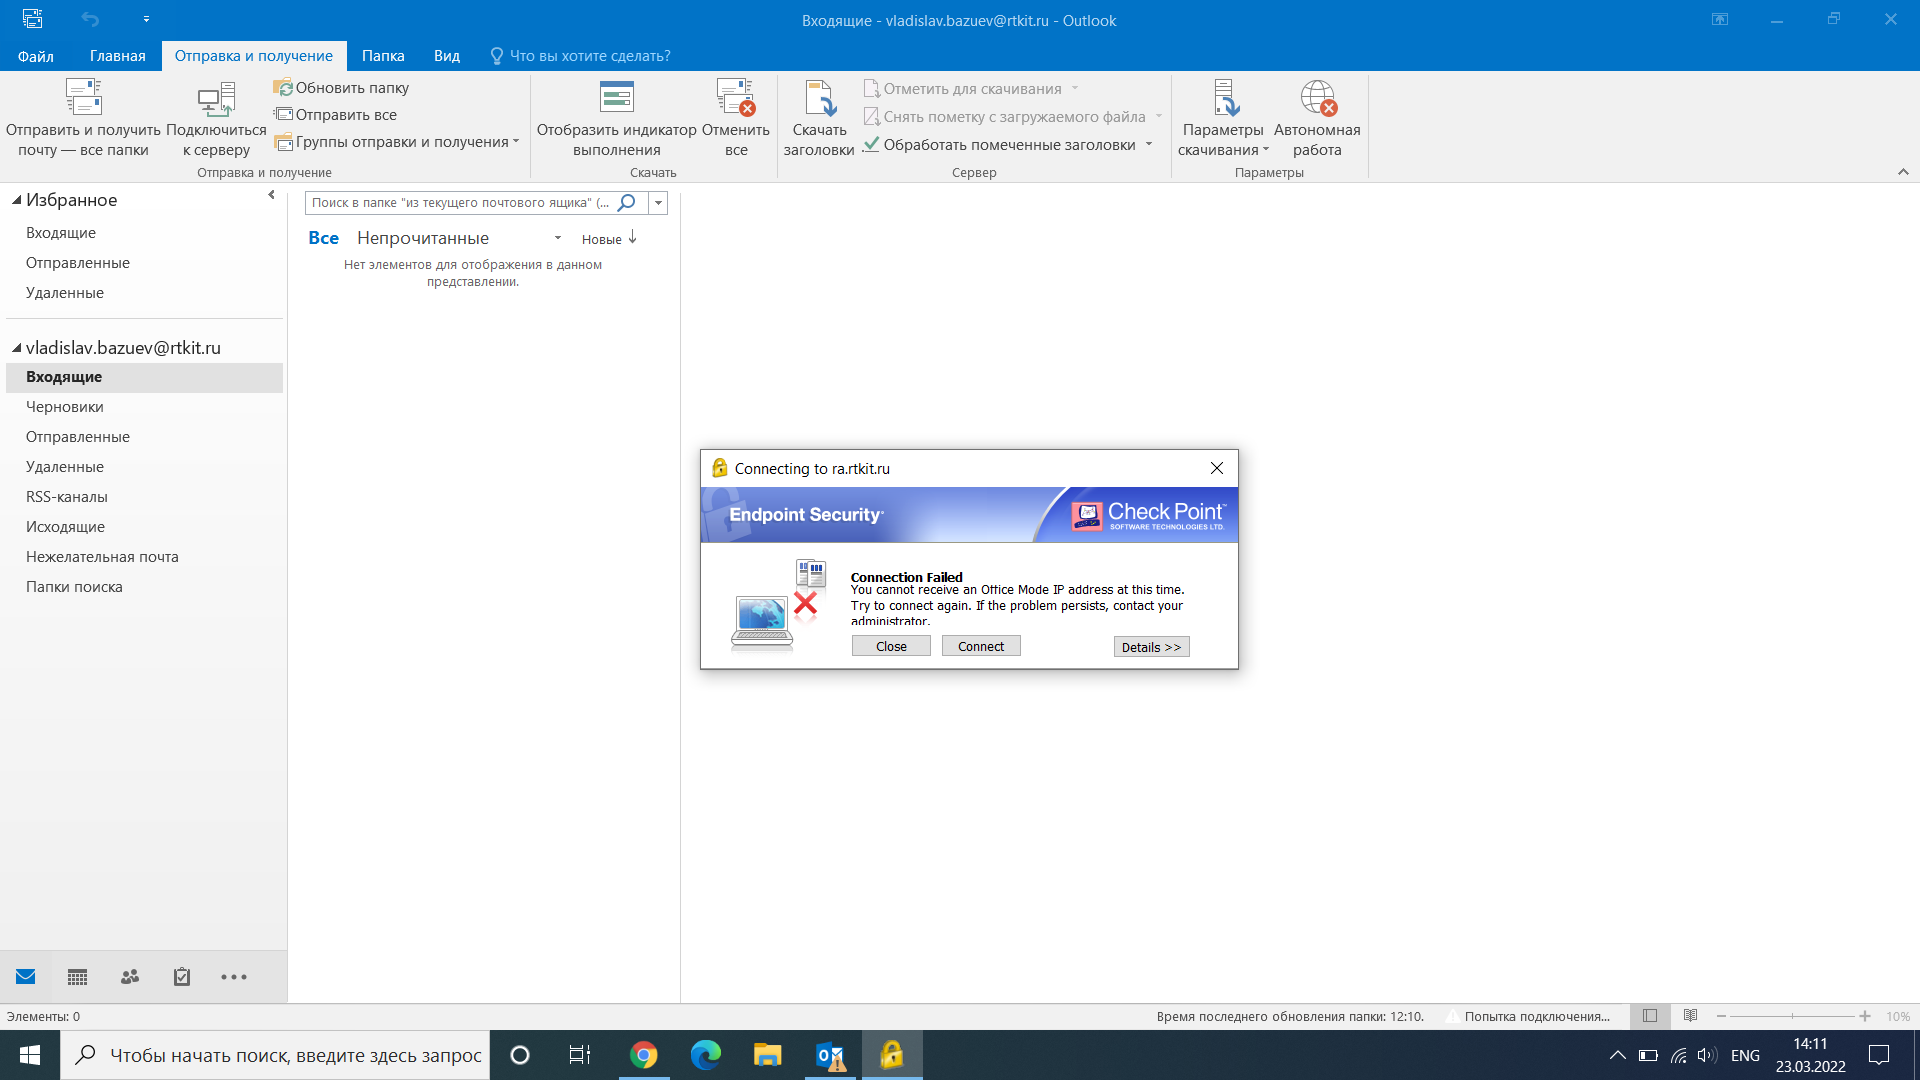 Входящие - vladislav.bazuev@rtkit.ru - Outlook
Файл
Главная
Отправка и получение
Папка
Вид
Что вы хотите сделать?
Отправить и получить
почту — все папки
Подключиться
к серверу
Обновить папку
Отправить все
Группы отправки и получения
Отправка и получение
Отобразить индикатор
выполнения
Отменить
все
Скачать
Скачать
заголовки
Отметить для скачивания
Снять пометку с загружаемого файла
Обработать помеченные заголовки
Сервер
Параметры
скачивания
Автономная
работа
Параметры
Избранное
Входящие
Отправленные
Удаленные
vladislav.bazuev@rtkit.ru
Входящие
Черновики
Отправленные
Удаленные
RSS-каналы
Исходящие
Нежелательная почта
Папки поиска
Поиск в папке "из текущего почтового ящика" (...
Все
Непрочитанные
Новые
Нет элементов для отображения в данном
представлении.
Connecting to ra.rtkit.ru
Endpoint Security
Check Point
SOFTWARE TECHNOLOGIES LTD.
Connection Failed
You cannot receive an Office Mode IP address at this time.
Try to connect again. If the problem persists, contact your
administrator.
Close
Connect
Details >>
Элементы: 0
Время последнего обновления папки: 12:10.
Попытка подключения...
10%
Чтобы начать поиск, введите здесь запрос
ENG
14:11
23.03.2022